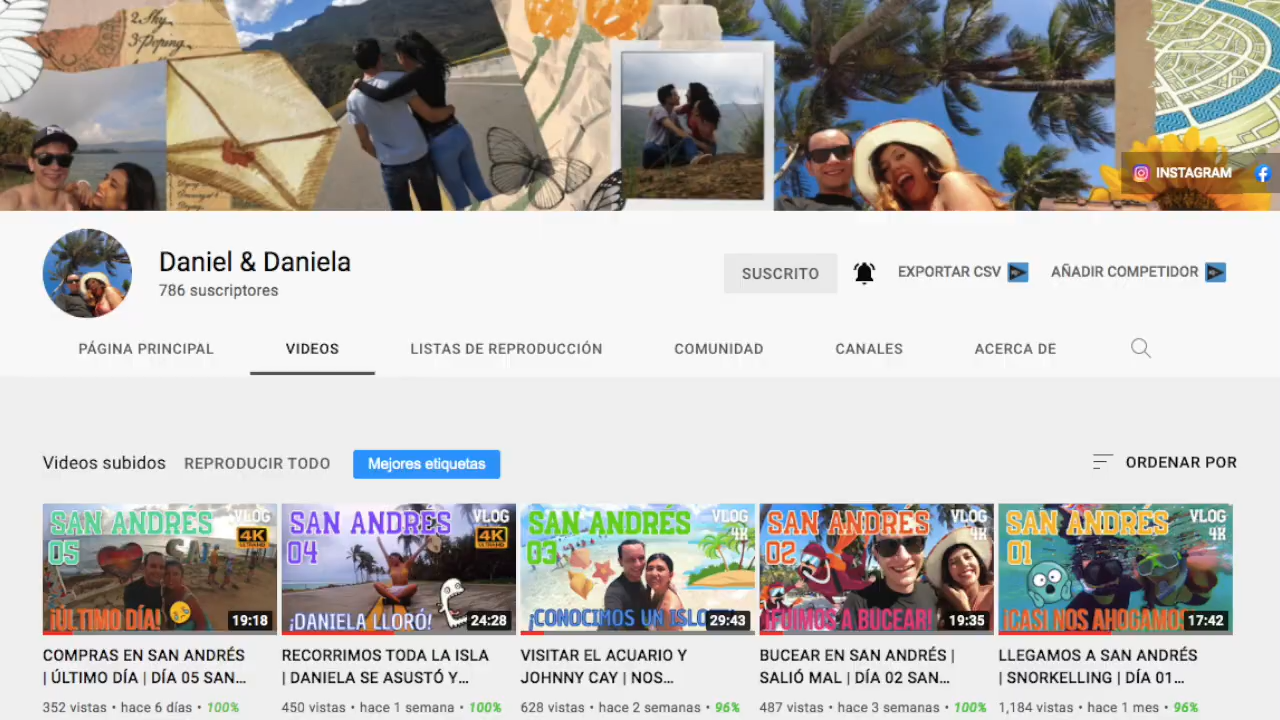 2. Sky
INSTAGRAM
Daniel & Daniela
786 suscriptores
SUSCRITO
EXPORTAR CSV
AÑADIR COMPETIDOR
PÁGINA PRINCIPAL
VIDEOS
LISTAS DE REPRODUCCIÓN
COMUNIDAD
CANALES
ACERCA DE
Videos subidos
REPRODUCIR TODO
Mejores etiquetas
ORDENAR POR
SAN ANDRÉS
05
VLOG
4K
ULTRA HD
¡ÚLTIMO DÍA!
19:18
SAN ANDRÉS
04
VLOG
4K
ULTRA HD
¡DANIELA LLORÓ!
24:28
SAN ANDRÉS
03
VLOG
4K
¡CONOCIMOS UN
29:43
SAN ANDRÉS
02
VLOG
4K
¡FUIMOS A BUCEAR!
19:35
SAN ANDRÉS
01
VLOG
4K
¡CASI NOS AHOGAMOS
17:42
COMPRAS EN SAN ANDRÉS
| ÚLTIMO DÍA | DÍA 05 SAN...
352 vistas • hace 6 días • 100%
RECORRIMOS TODA LA ISLA
| DANIELA SE ASUSTÓ Y...
450 vistas • hace 1 semana • 100%
VISITAR EL ACUARIO Y
JOHNNY CAY | NOS...
628 vistas • hace 2 semanas • 96%
BUCEAR EN SAN ANDRÉS |
SALIÓ MAL | DÍA 02 SAN...
487 vistas • hace 3 semanas • 100%
LLEGAMOS A SAN ANDRÉS
| SNORKELLING | DÍA 01...
1,184 vistas • hace 1 mes • 96%